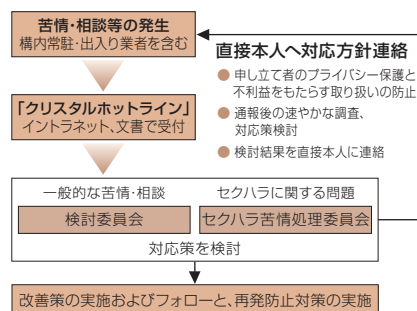 苦情・相談等の発生
構内常駐・出入り業者を含む
直接本人へ対応方針連絡
● 申し立て者のプライバシー保護と
不利益をもたらす取り扱いの防止
● 通報後の速やかな調査、
対応策検討
● 検討結果を直接本人に連絡
「クリスタルホットライン」
イントラネット、文書で受付
一般的な苦情・相談
セクハラに関する問題
検討委員会
セクハラ苦情処理委員会
対応策を検討
改善策の実施およびフォローと、再発防止対策の実施